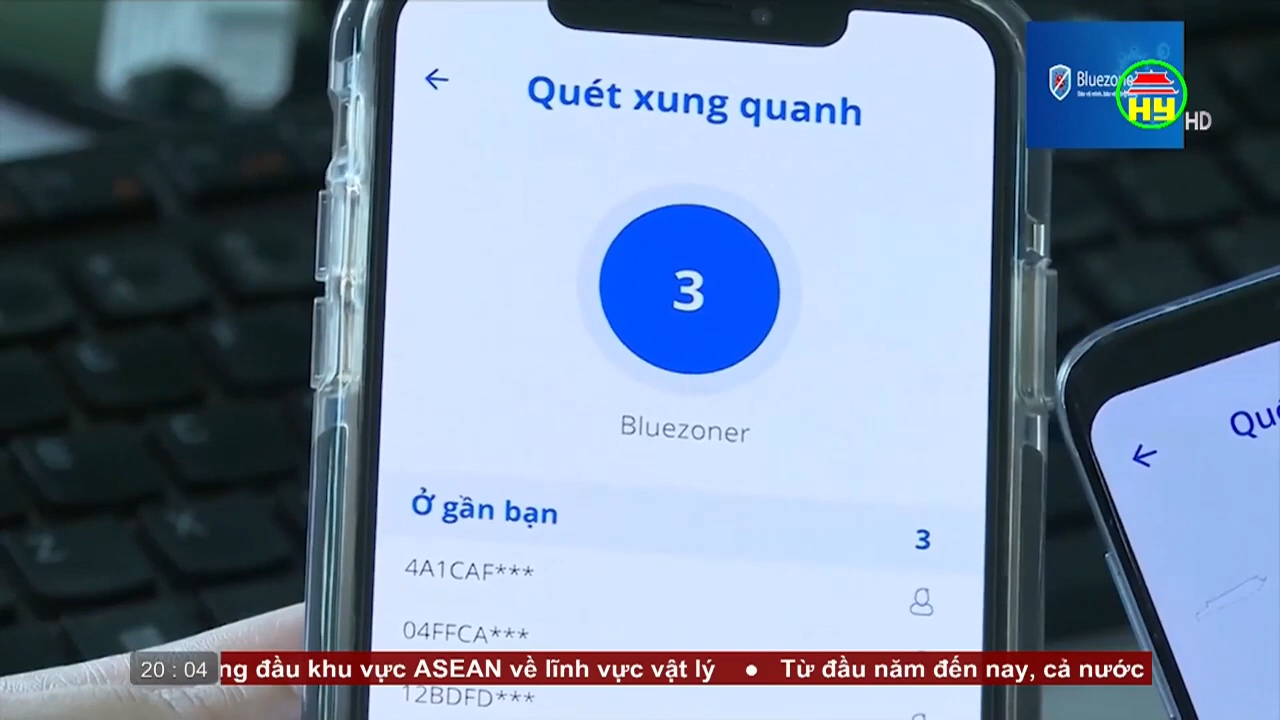 Quét xung quanh
Bluezone
HY
HD
3
Bluezoner
Ở gần bạn
3
4A1CAF***
04FFCA***
12BDFD***
20 : 04
đầu khu vực ASEAN về lĩnh vực vật lý ● Từ đầu năm đến nay, cả nước
Z
X